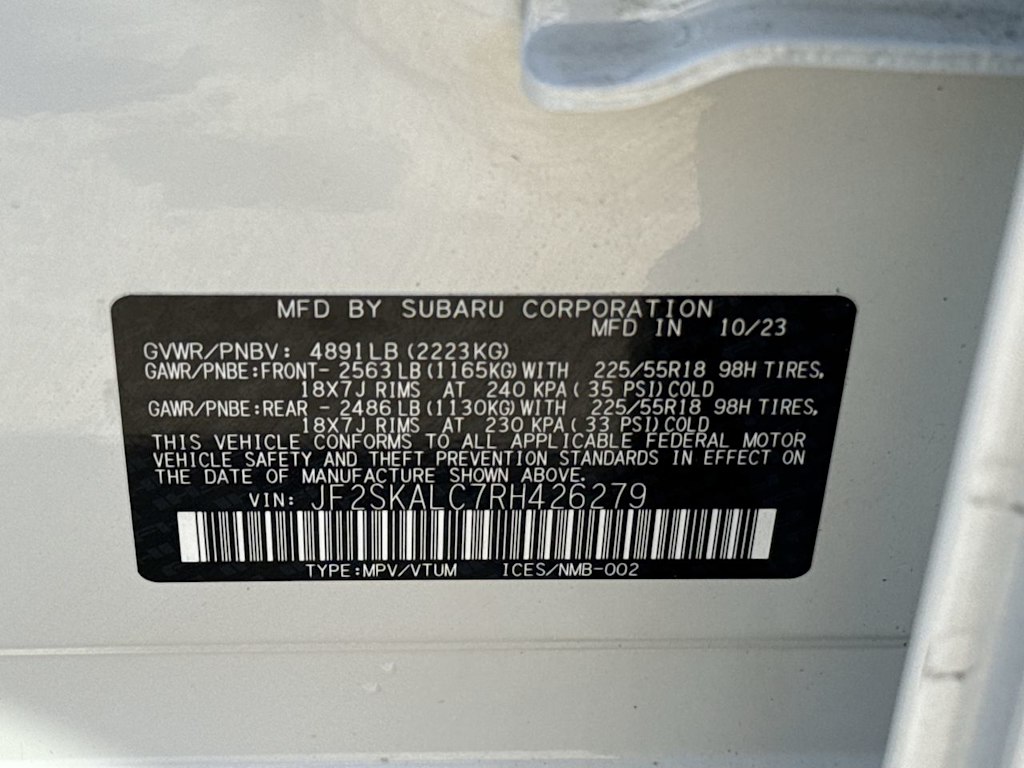 MFD BY SUBARU CORPORATION
MFD IN 10/23
GVWR/PNBV: 4891LB(2223KG)
GAWR/PNBE:FRONT- 2563LB(1165KG)WITH 225/55R18 98H TIRES,
18X7J RIMS AT 240 KPA( 35 PSI)COLD
GAWR/PNBE:REAR - 2486LB(1130KG)WITH 225/55R18 98H TIRES,
18X7J RIMS AT 230 KPA( 33 PSI)COLD
THIS VEHICLE CONFORMS TO ALL APPLICABLE FEDERAL MOTOR
VEHICLE SAFETY AND THEFT PREVENTION STANDARDS IN EFFECT ON
THE DATE OF MANUFACTURE SHOWN ABOVE.
VIN: JF2SKALC7RH426279
TYPE:MPV/VTUM ICES/NMB-002